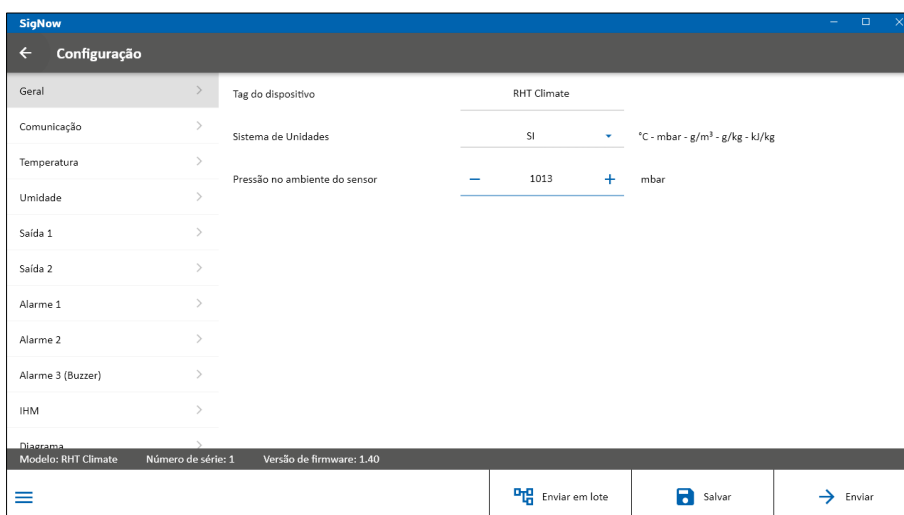 SigNow
Configuração
Geral
Comunicação
Temperatura
Umidade
Saída 1
Saída 2
Alarme 1
Alarme 2
Alarme 3 (Buzzer)
IHM
Diagrama
Tag do dispositivo RHT Climate
Sistema de Unidades SI °C - mbar - g/m³ - g/kg - kJ/kg
Pressão no ambiente do sensor − 1013 + mbar
Modelo: RHT Climate Número de série: 1 Versão de firmware: 1.40
Enviar em lote Salvar Enviar